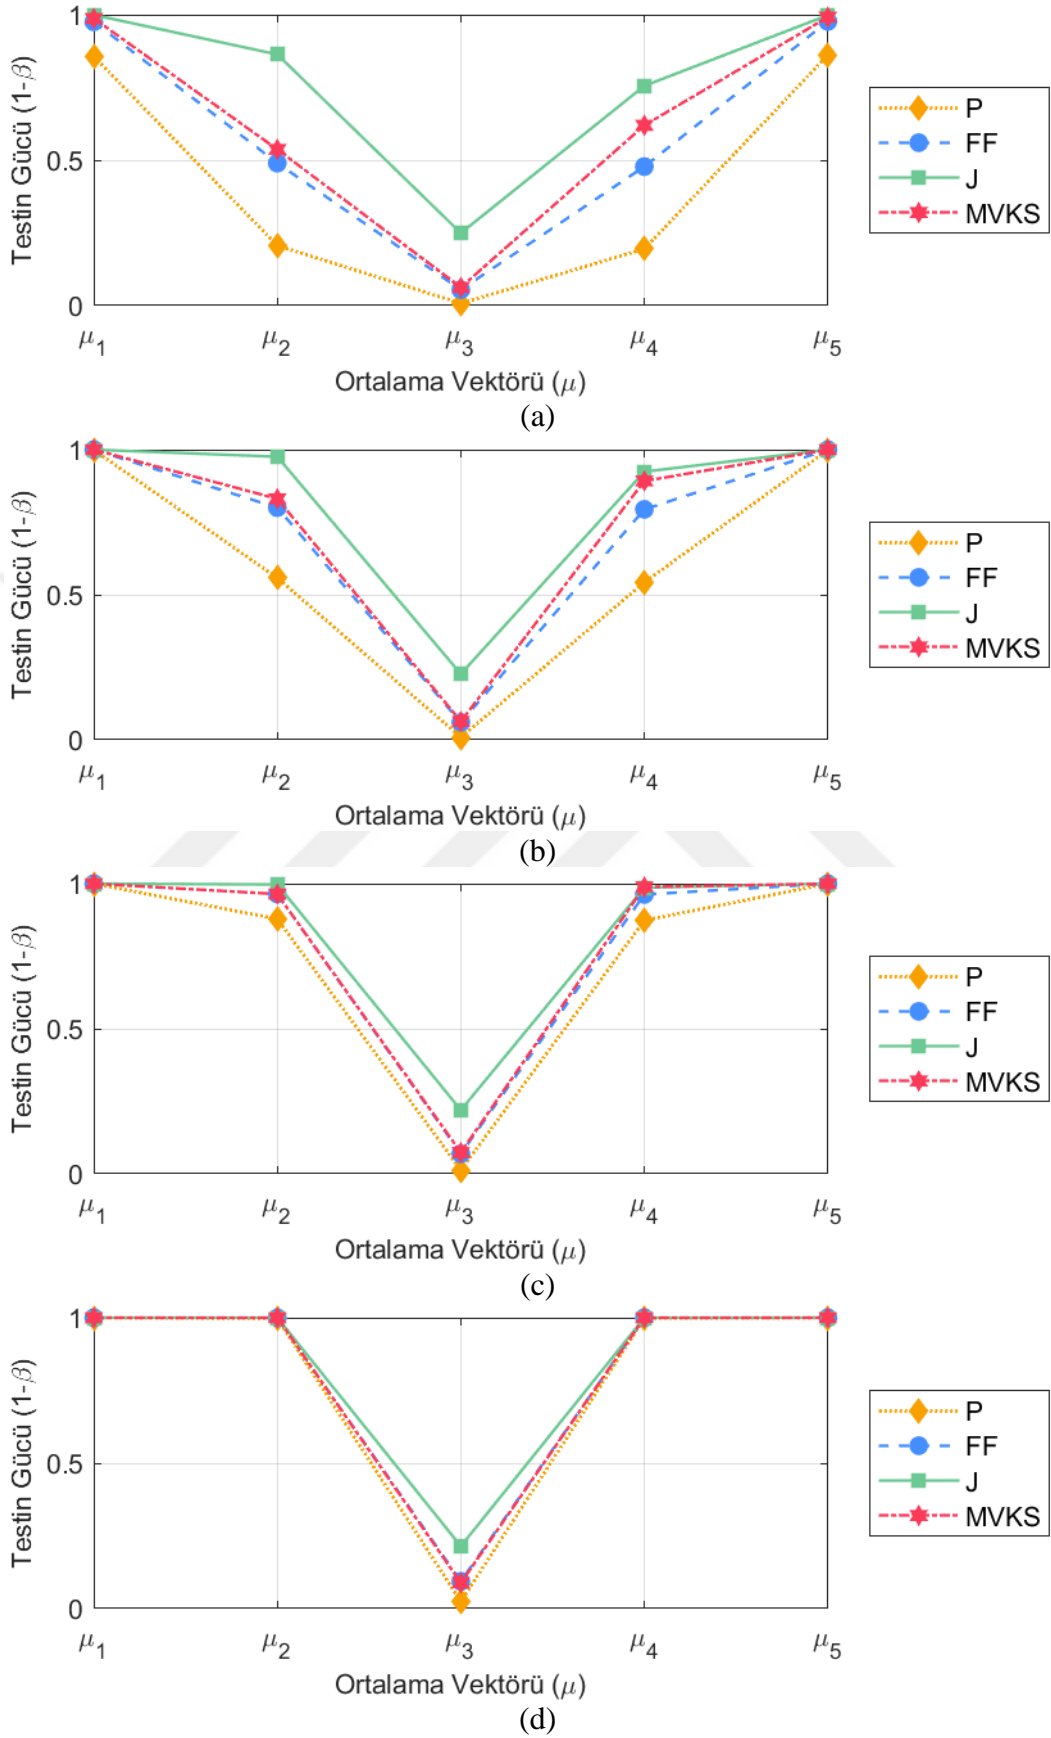 1
0.5
0
Testin Gücü (1-β)
μ1 μ2 μ3 μ4 μ5
Ortalama Vektörü (μ)
P
FF
J
MVKS
(a)
1
0.5
0
Testin Gücü (1-β)
μ1 μ2 μ3 μ4 μ5
Ortalama Vektörü (μ)
P
FF
J
MVKS
(b)
1
0.5
0
Testin Gücü (1-β)
μ1 μ2 μ3 μ4 μ5
Ortalama Vektörü (μ)
P
FF
J
MVKS
(c)
1
0.5
0
Testin Gücü (1-β)
μ1 μ2 μ3 μ4 μ5
Ortalama Vektörü (μ)
P
FF
J
MVKS
(d)